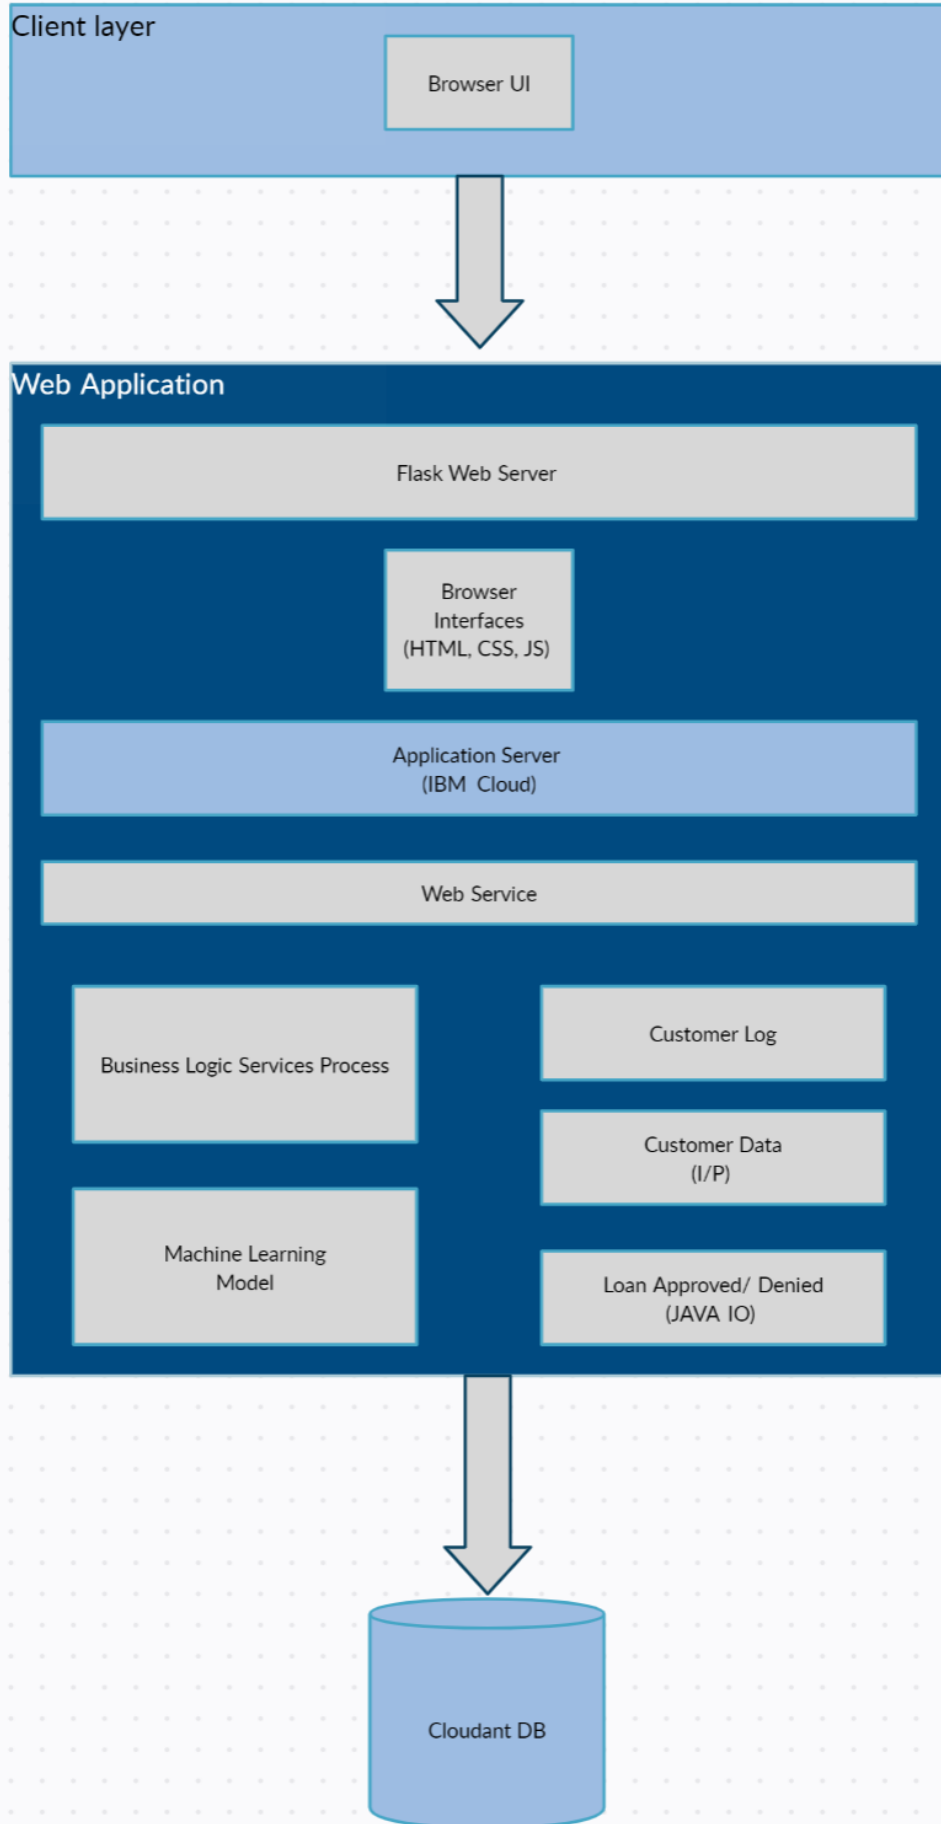 Client layer
Browser UI
Web Application
Flask Web Server
Browser
Interfaces
(HTML, CSS, JS)
Application Server
(IBM Cloud)
Web Service
Business Logic Services Process
Machine Learning
Model
Customer Log
Customer Data
(I/P)
Loan Approved/ Denied
(JAVA IO)
Cloudant DB